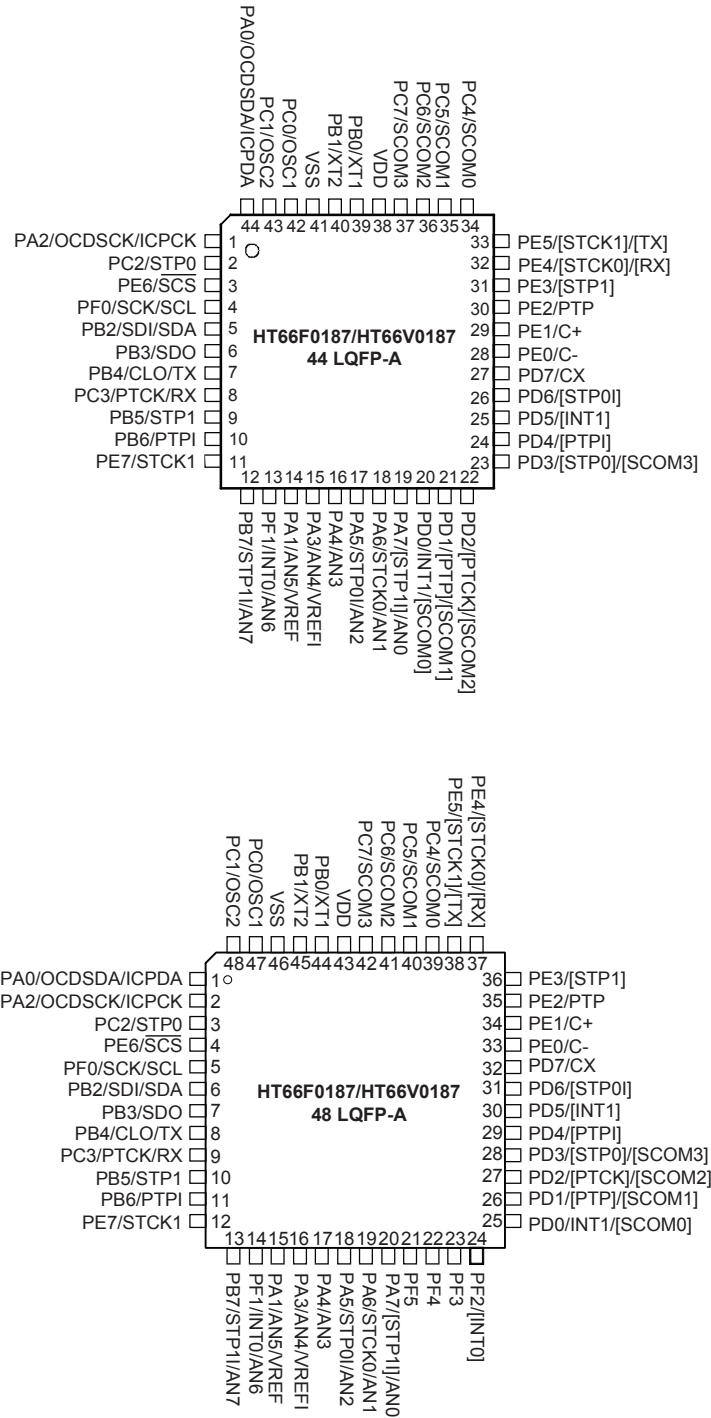 PA0/OCDSDA/ICPDA
PC1/OSC2
PC0/OSC1
VSS
PB1/XT2
PB0/XT1
VDD
PC7/SCOM3
PC6/SCOM2
PC5/SCOM1
PC4/SCOM0
44 43 42 41 40 39 38 37 36 35 34
PA2/OCDSCK/ICPCK 1
PC2/STP0 2
PE6/SCS 3
PF0/SCK/SCL 4
PB2/SDI/SDA 5
PB3/SDO 6
PB4/CLO/TX 7
PC3/PTCK/RX 8
PB5/STP1 9
PB6/PTPI 10
PE7/STCK1 11
HT66F0187/HT66V0187
44 LQFP-A
33 PE5/[STCK1]/[TX]
32 PE4/[STCK0]/[RX]
31 PE3/[STP1]
30 PE2/PTP
29 PE1/C+
28 PE0/C-
27 PD7/CX
26 PD6/[STP0I]
25 PD5/[INT1]
24 PD4/[PTPI]
23 PD3/[STP0]/[SCOM3]
12 13 14 15 16 17 18 19 20 21 22
PB7/STP1I/AN7
PF1/INT0/AN6
PA1/AN5/VREF
PA3/AN4/VREFI
PA4/AN3
PA5/STP0I/AN2
PA6/STCK0/AN1
PA7/[STP1I]/AN0
PD0/INT1/[SCOM0]
PD1/[PTP]/[SCOM1]
PD2/[PTCK]/[SCOM2]
PC1/OSC2
PC0/OSC1
VSS
PB1/XT2
PB0/XT1
VDD
PC7/SCOM3
PC6/SCOM2
PC5/SCOM1
PC4/SCOM0
PE5/[STCK1]/[TX]
PE4/[STCK0]/[RX]
48 47 46 45 44 43 42 41 40 39 38 37
PA0/OCDSDA/ICPDA 1
PA2/OCDSCK/ICPCK 2
PC2/STP0 3
PE6/SCS 4
PF0/SCK/SCL 5
PB2/SDI/SDA 6
PB3/SDO 7
PB4/CLO/TX 8
PC3/PTCK/RX 9
PB5/STP1 10
PB6/PTPI 11
PE7/STCK1 12
HT66F0187/HT66V0187
48 LQFP-A
36 PE3/[STP1]
35 PE2/PTP
34 PE1/C+
33 PE0/C-
32 PD7/CX
31 PD6/[STP0I]
30 PD5/[INT1]
29 PD4/[PTPI]
28 PD3/[STP0]/[SCOM3]
27 PD2/[PTCK]/[SCOM2]
26 PD1/[PTP]/[SCOM1]
25 PD0/INT1/[SCOM0]
13 14 15 16 17 18 19 20 21 22 23 24
PB7/STP1I/AN7
PF1/INT0/AN6
PA1/AN5/VREF
PA3/AN4/VREFI
PA4/AN3
PA5/STP0I/AN2
PA6/STCK0/AN1
PA7/[STP1I]/AN0
PF5
PF4
PF3
PF2/[INT0]